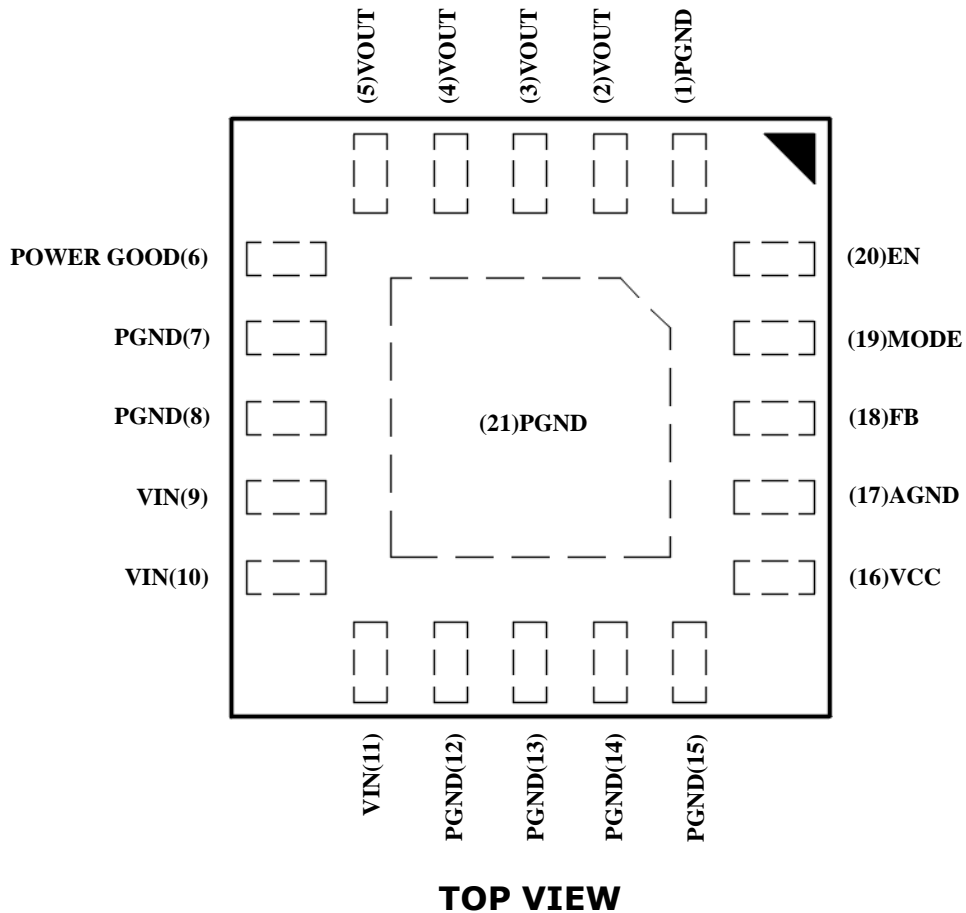 (5)VOUT
(4)VOUT
(3)VOUT
(2)VOUT
(1)PGND
POWER GOOD(6)
(20)EN
PGND(7)
(19)MODE
PGND(8)
(21)PGND
(18)FB
VIN(9)
(17)AGND
VIN(10)
(16)VCC
VIN(11)
PGND(12)
PGND(13)
PGND(14)
PGND(15)
TOP VIEW